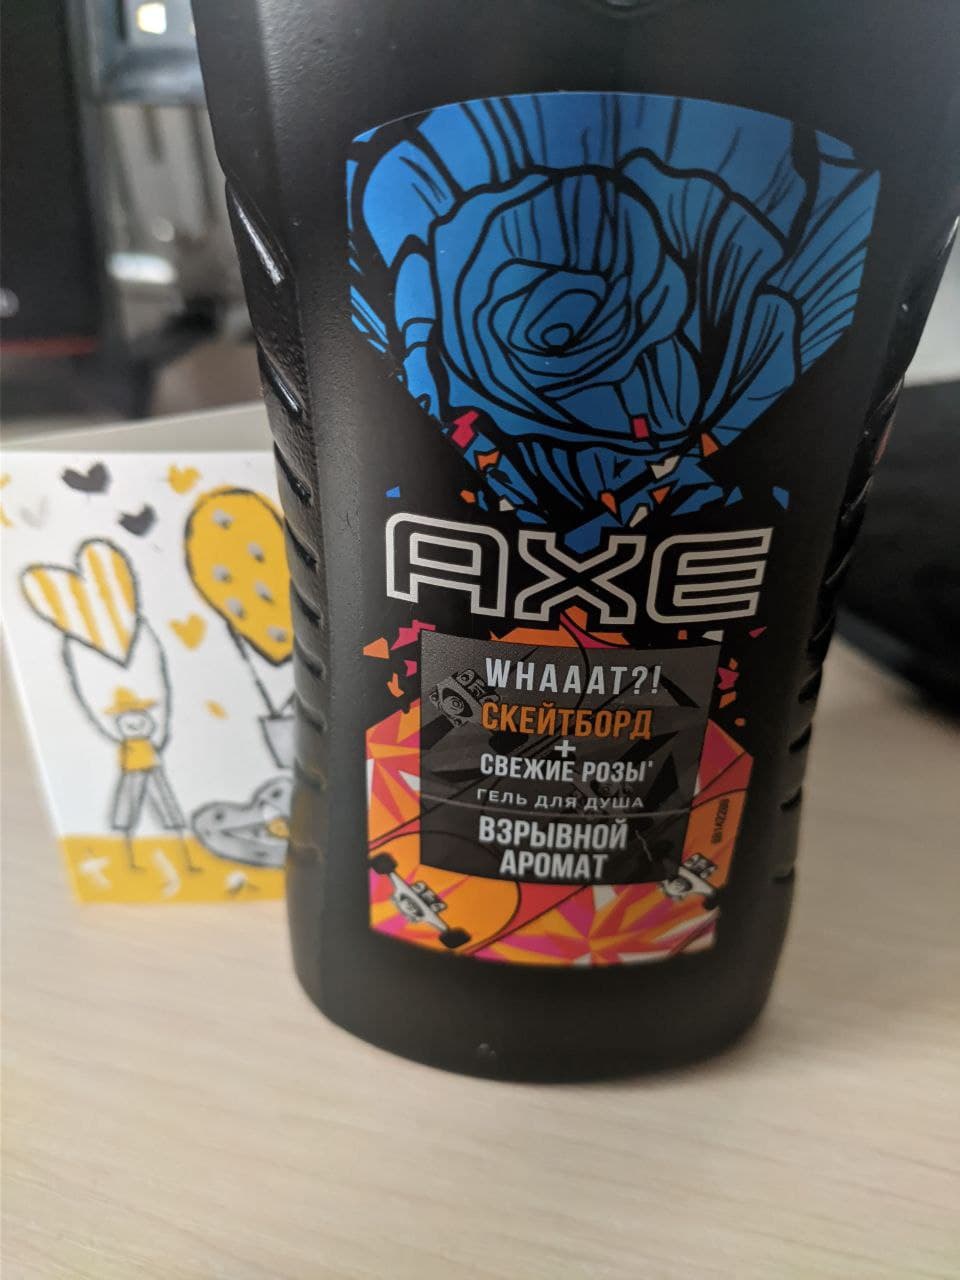 AXE
WHAAAT?!
СКЕЙТБОРД
+
СВЕЖИЕ РОЗЫ*
ГЕЛЬ ДЛЯ ДУША
ВЗРЫВНОЙ
АРОМАТ